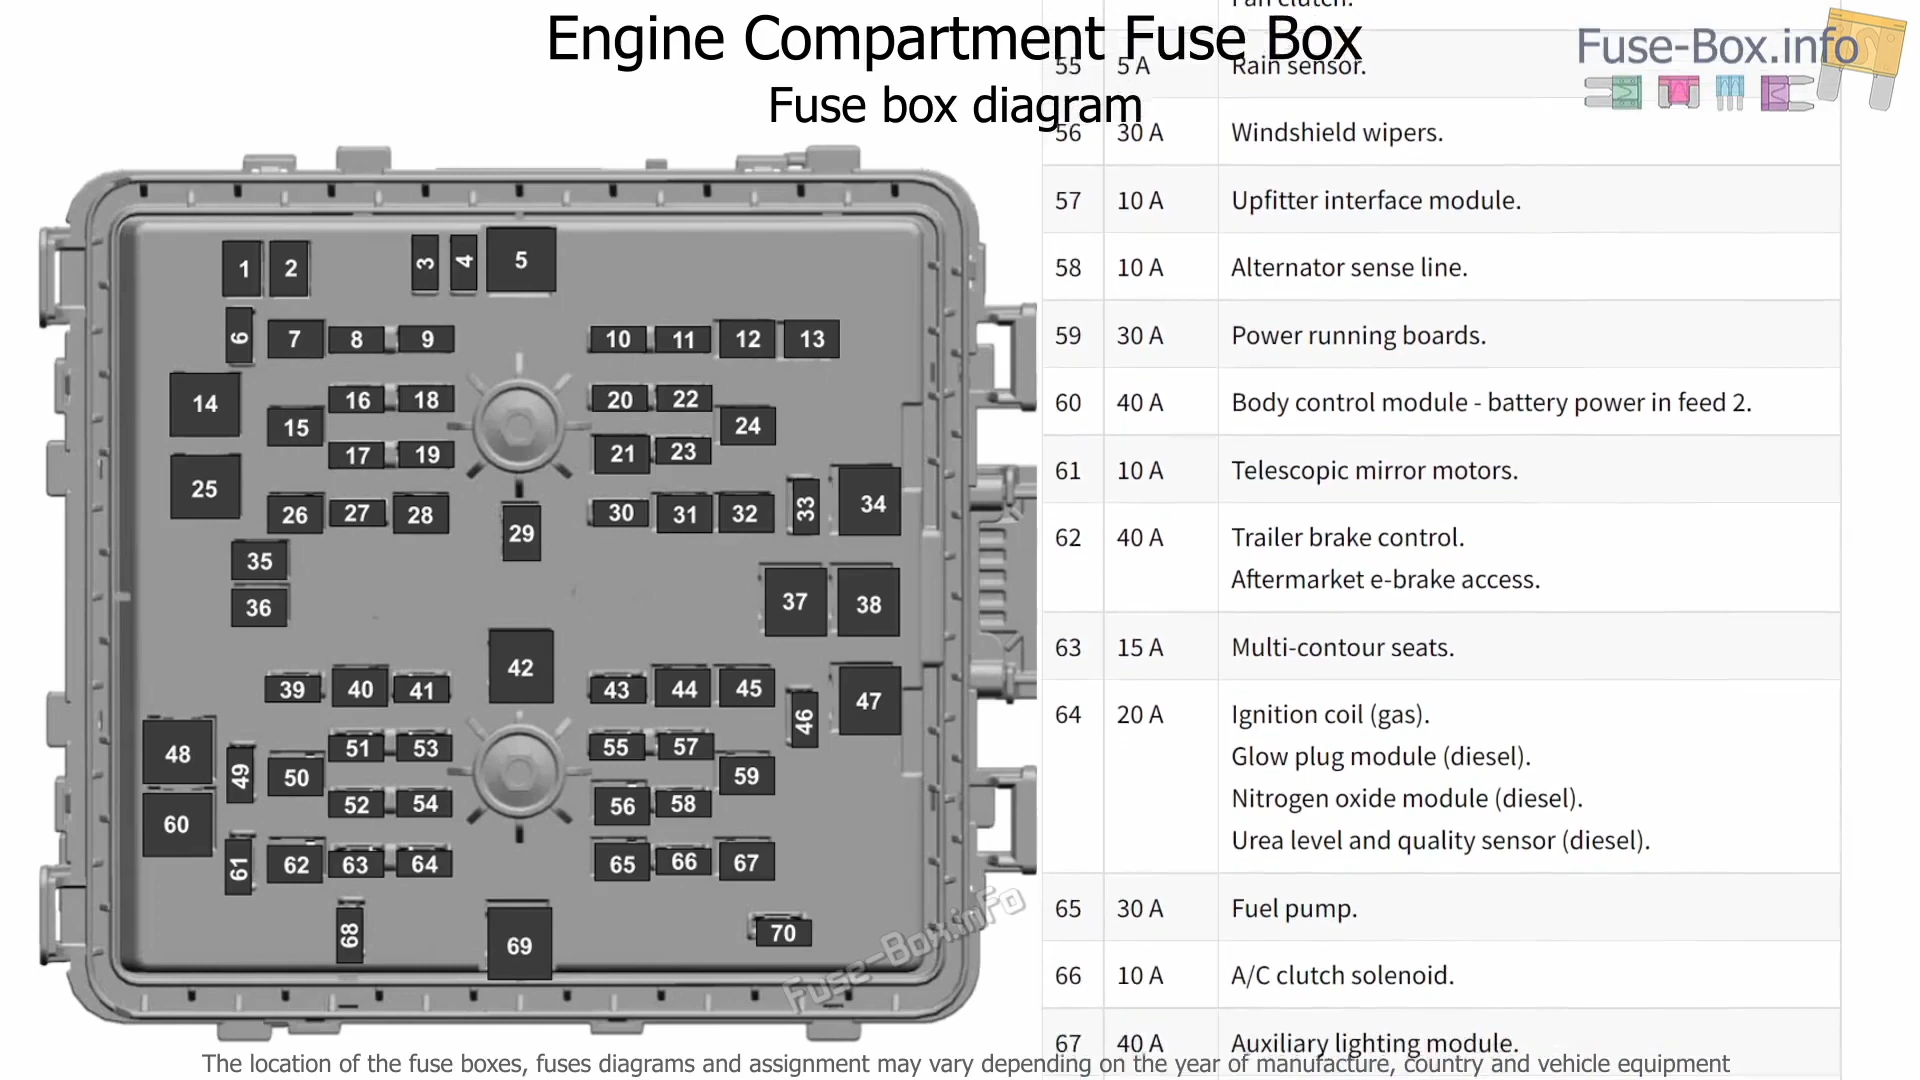 Engine Compartment Fuse Box
Fuse box diagram
Fuse-Box.info
1 2 3 4 5
6 7 8 9 10 11 12 13
14 15 16 18 20 22 24
17 19 21 23
25 26 27 28 29 30 31 32 33 34
35
36 37 38
42
39 40 41 43 44 45 46 47
48 49 50 51 53 55 57 59
52 54 56 58
60
61 62 63 64 65 66 67
68 69 70
Fuse-Box.info
Fan clutch.
55 5 A Rain sensor.
56 30 A Windshield wipers.
57 10 A Upfitter interface module.
58 10 A Alternator sense line.
59 30 A Power running boards.
60 40 A Body control module - battery power in feed 2.
61 10 A Telescopic mirror motors.
62 40 A Trailer brake control.
Aftermarket e-brake access.
63 15 A Multi-contour seats.
64 20 A Ignition coil (gas).
Glow plug module (diesel).
Nitrogen oxide module (diesel).
Urea level and quality sensor (diesel).
65 30 A Fuel pump.
66 10 A A/C clutch solenoid.
67 40 A Auxiliary lighting module.
The location of the fuse boxes, fuses diagrams and assignment may vary depending on the year of manufacture, country and vehicle equipment